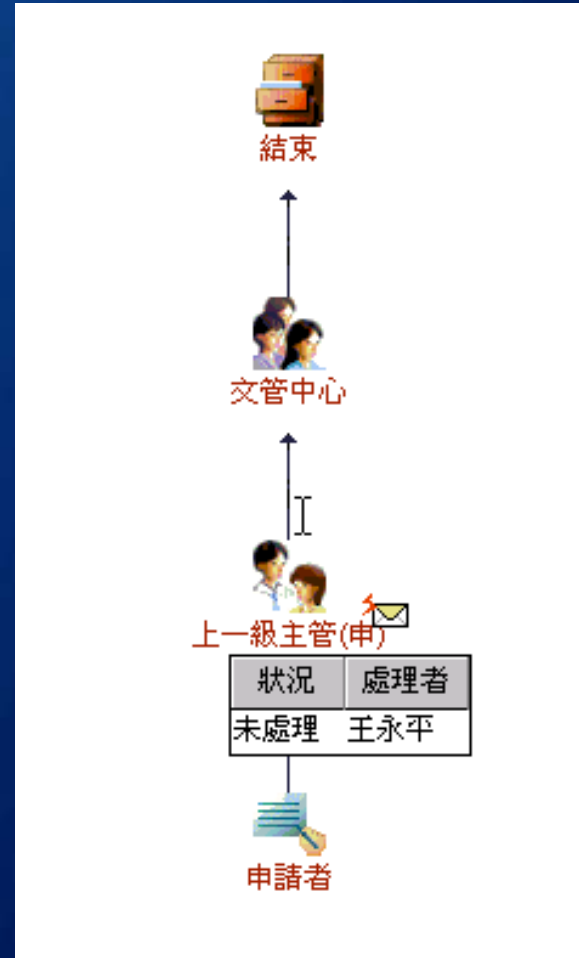 結束
文管中心
上一級主管(申)
狀況 處理者
未處理 王永平
申請者